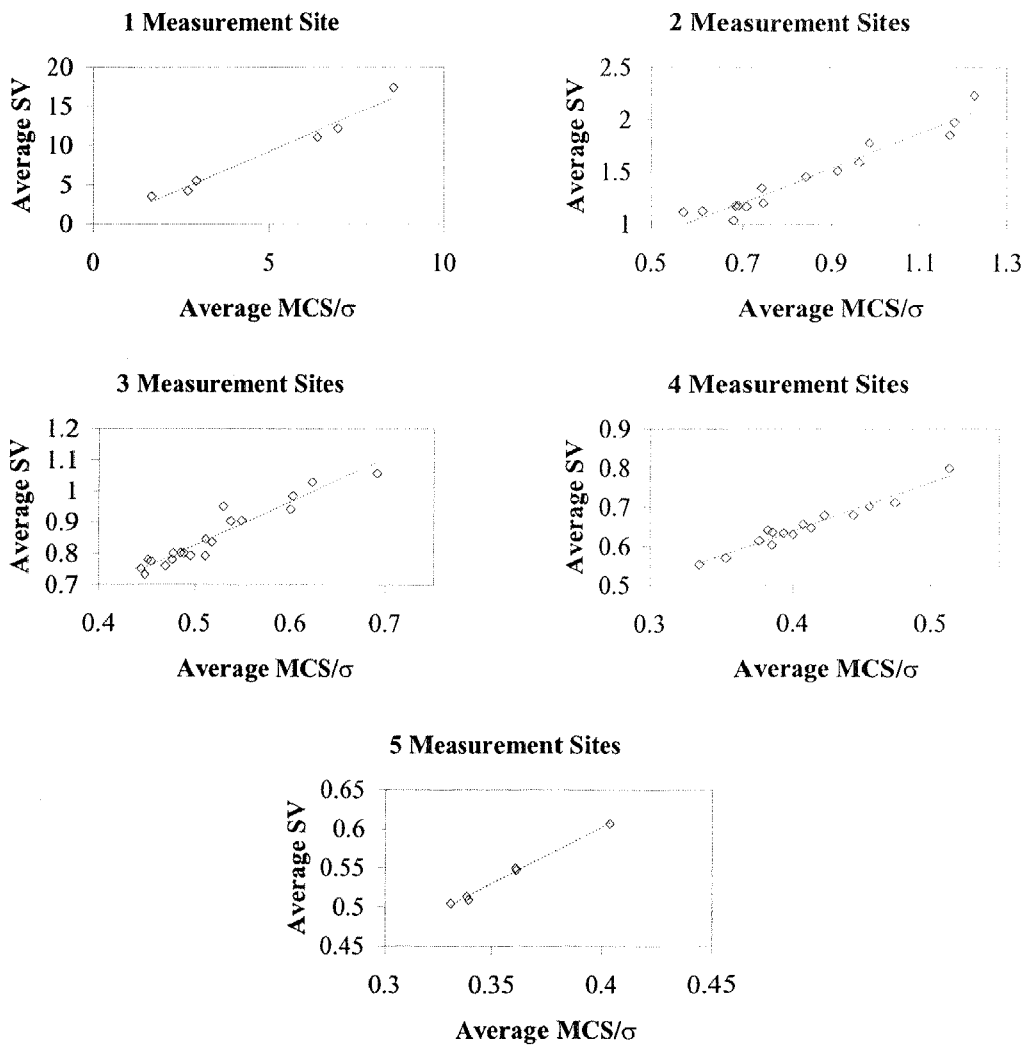 1 Measurement Site
20
15
10
5
0
Average SV
0 5 10
Average MCS/σ
2 Measurement Sites
2.5
2
1.5
1
Average SV
0.5 0.7 0.9 1.1 1.3
Average MCS/σ
3 Measurement Sites
1.2
1.1
1
0.9
0.8
0.7
Average SV
0.4 0.5 0.6 0.7
Average MCS/σ
4 Measurement Sites
0.9
0.8
0.7
0.6
0.5
Average SV
0.3 0.4 0.5
Average MCS/σ
5 Measurement Sites
0.65
0.6
0.55
0.5
0.45
Average SV
0.3 0.35 0.4 0.45
Average MCS/σ